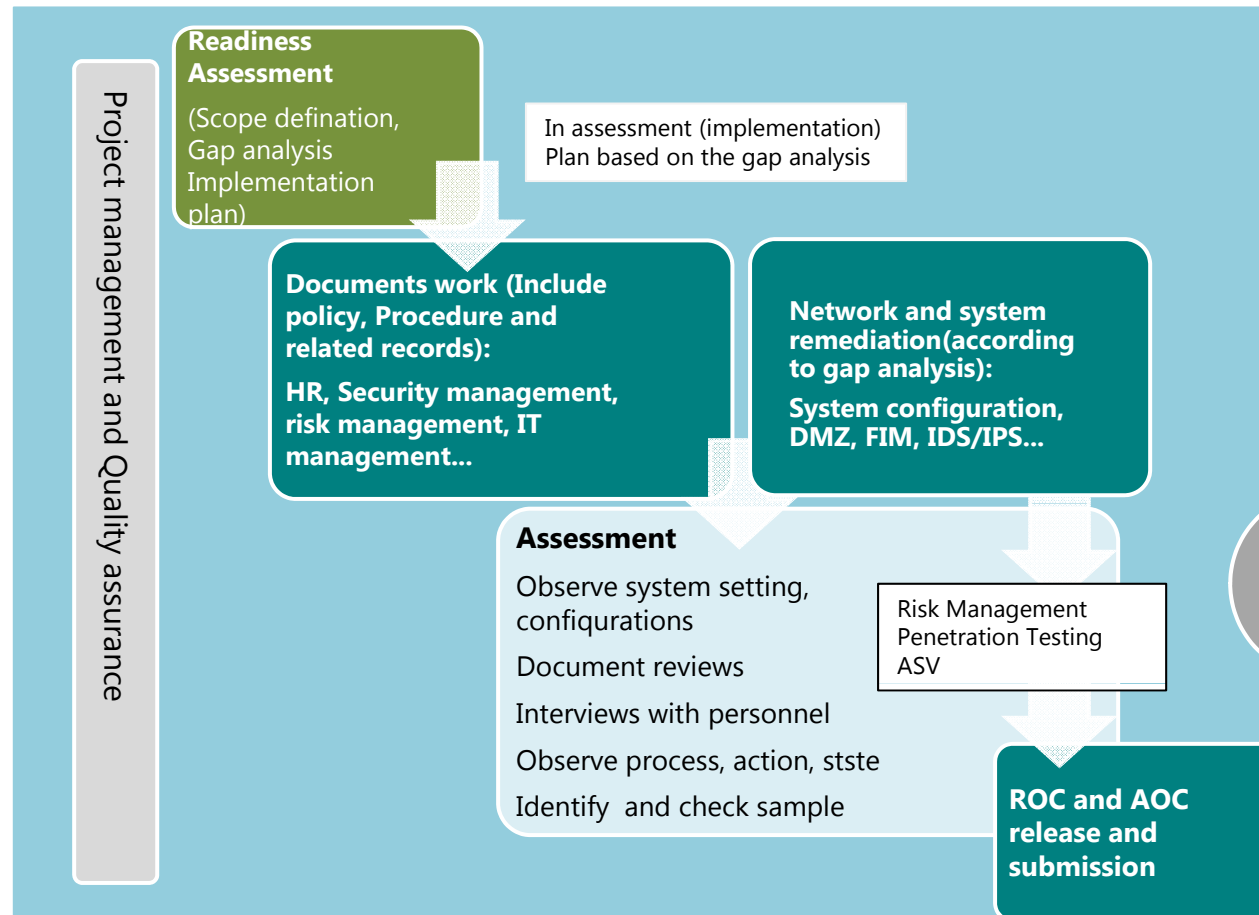 Project management and Quality assurance
Readiness
Assessment
(Scope defination,
Gap analysis
Implementation
plan)
In assessment (implementation)
Plan based on the gap analysis
Documents work (Include
policy, Procedure and
related records):
HR, Security management,
risk management, IT
management...
Network and system
remediation(according
to gap analysis):
System configuration,
DMZ, FIM, IDS/IPS...
Assessment
Observe system setting,
confiqurations
Document reviews
Interviews with personnel
Observe process, action, stste
Identify and check sample
Risk Management
Penetration Testing
ASV
ROC and AOC
release and
submission